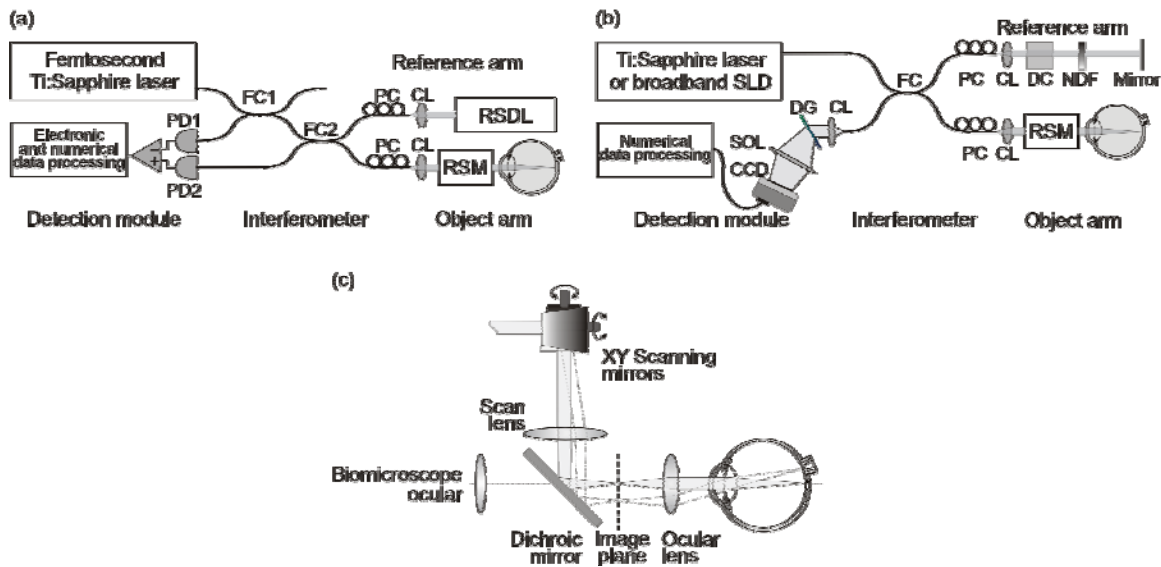 (a)
Femtosecond
Ti:Sapphire laser
Reference arm
PC CL
FC1
RSDL
PD1
FC2
Electronic
and numerical
data processing
+
PC CL
RSM
PD2
Detection module
Interferometer
Object arm
(b)
Reference arm
Ti:Sapphire laser
or broadband SLD
FC
PC CL DC NDF Mirror
DG CL
Numerical
data processing
SOL
CCD
RSM
PC CL
Detection module
Interferometer
Object arm
(c)
XY Scanning
mirrors
Scan
lens
Biomicroscope
ocular
Dichroic
mirror
Image
plane
Ocular
lens